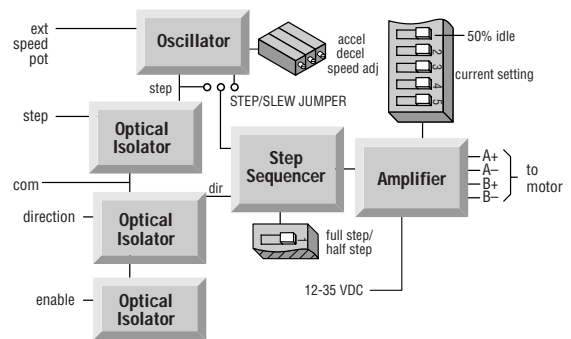 ext
speed
pot
Oscillator
accel
decel
speed adj
50% idle
2
3
4
5
current setting
step
STEP/SLEW JUMPER
step
Optical
Isolator
Step
Sequencer
Amplifier
A+
A–
B+
B–
to
motor
com
dir
direction
Optical
Isolator
1
full step/
half step
12-35 VDC
enable
Optical
Isolator